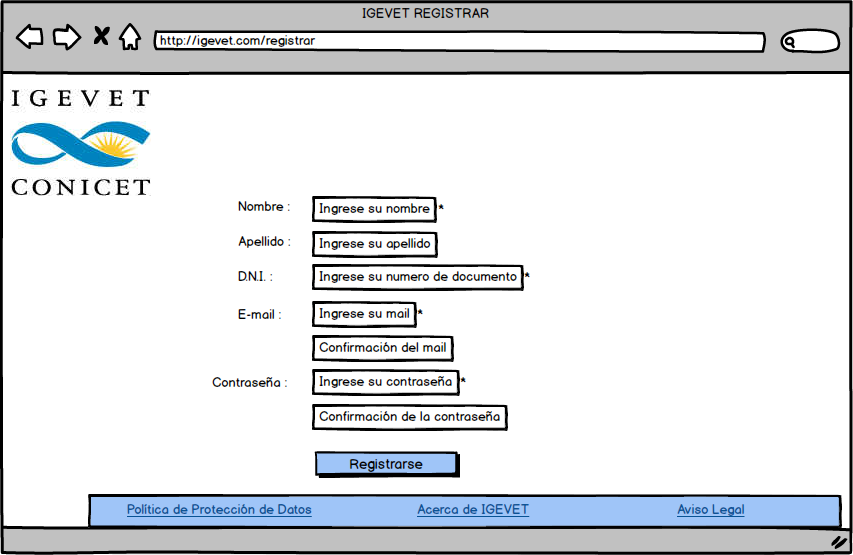 IGEVET REGISTRAR
http://igevet.com/registrar
IGEVET
CONICET
Nombre : Ingrese su nombre *
Apellido : Ingrese su apellido
D.N.I. : Ingrese su numero de documento *
E-mail : Ingrese su mail *
Confirmación del mail
Contraseña : Ingrese su contraseña *
Confirmación de la contraseña
Registrarse
Política de Protección de Datos Acerca de IGEVET Aviso Legal